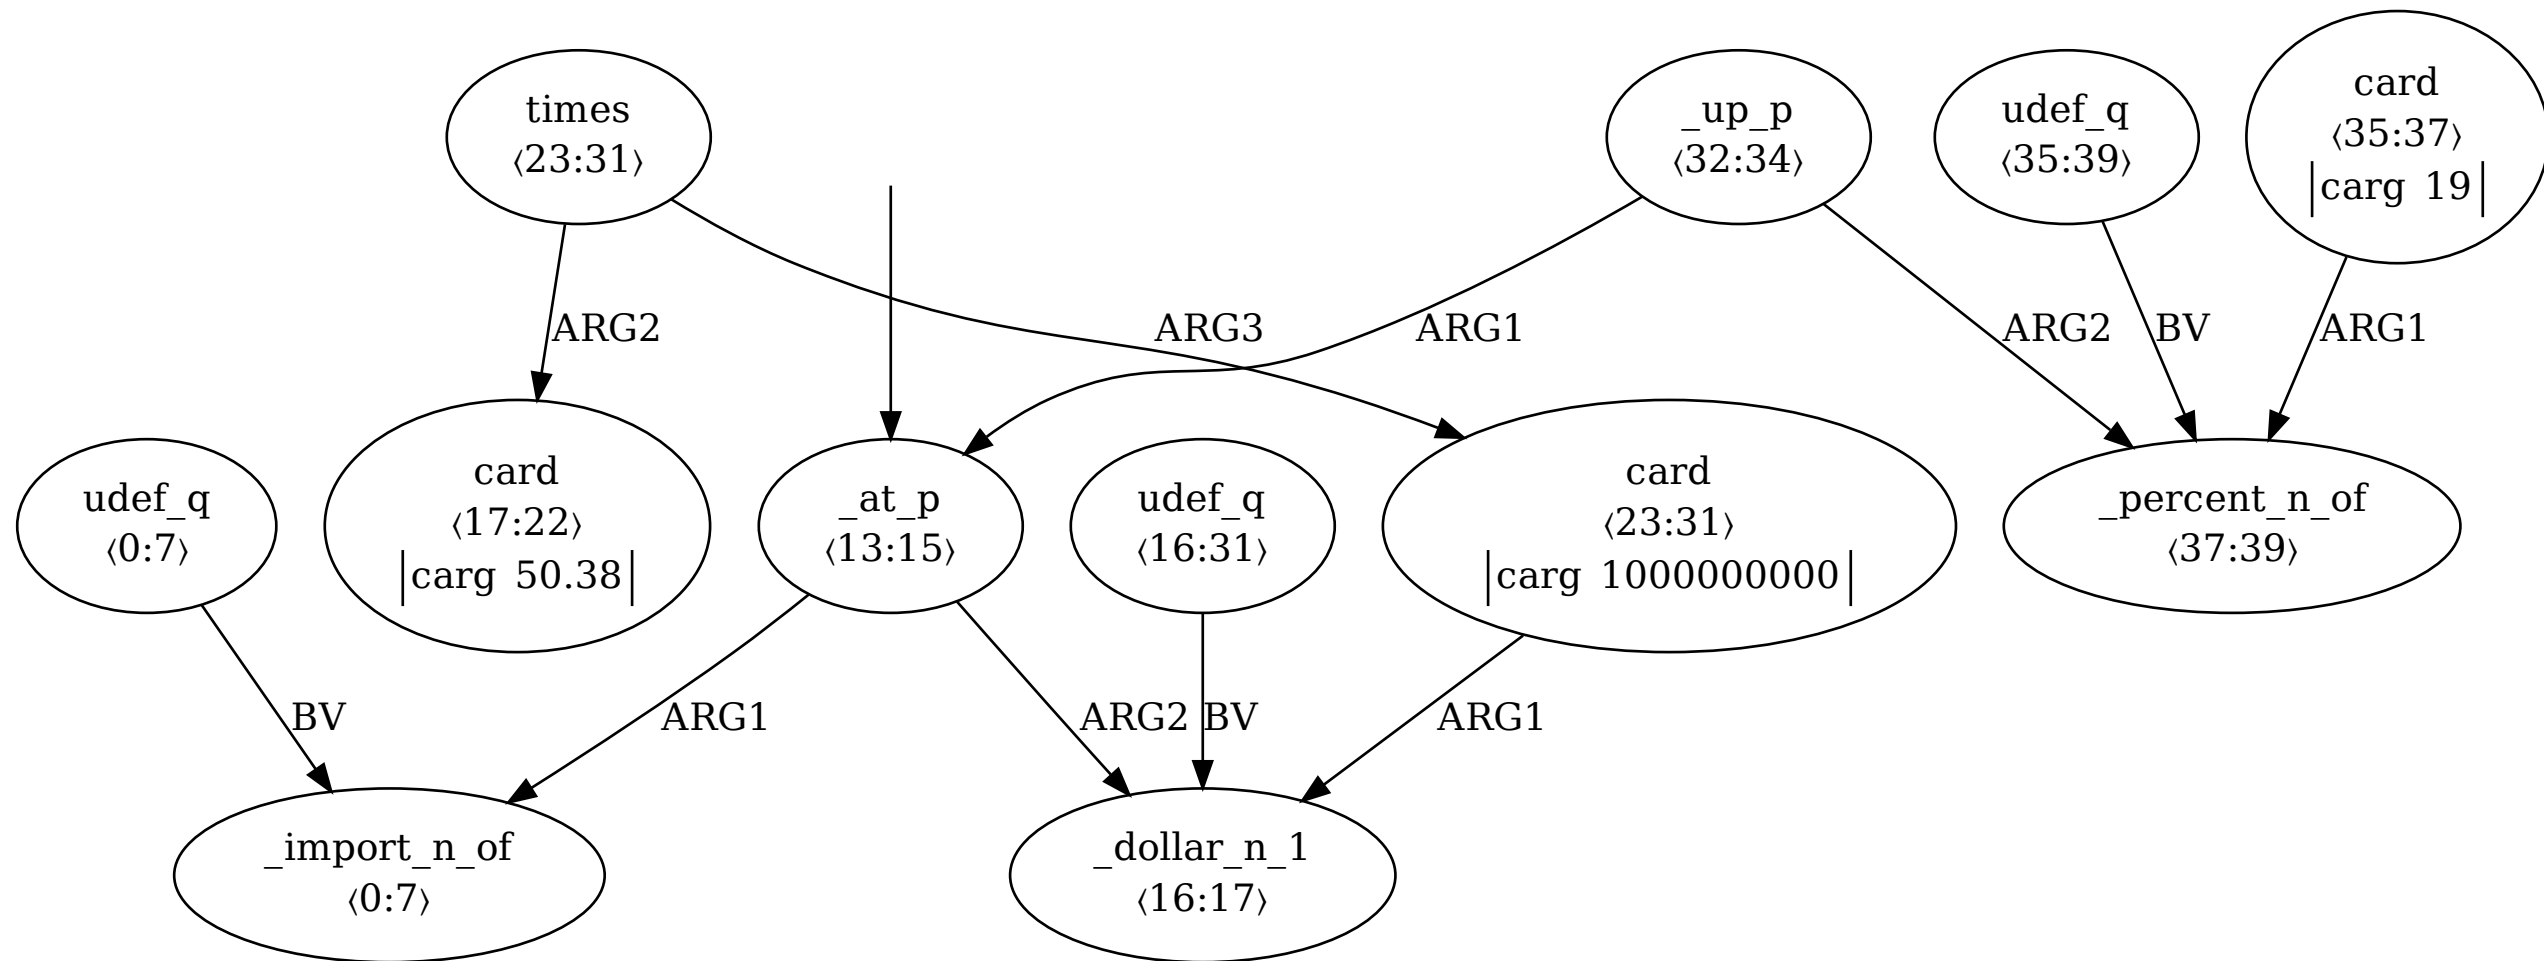 times
⟨23:31⟩
_up_p
⟨32:34⟩
udef_q
⟨35:39⟩
card
⟨35:37⟩
|carg 19|
ARG2
ARG3
ARG1
ARG2
BV
ARG1
udef_q
⟨0:7⟩
card
⟨17:22⟩
|carg 50.38|
_at_p
⟨13:15⟩
udef_q
⟨16:31⟩
card
⟨23:31⟩
|carg 1000000000|
_percent_n_of
⟨37:39⟩
BV
ARG1
ARG2
BV
ARG1
_import_n_of
⟨0:7⟩
_dollar_n_1
⟨16:17⟩